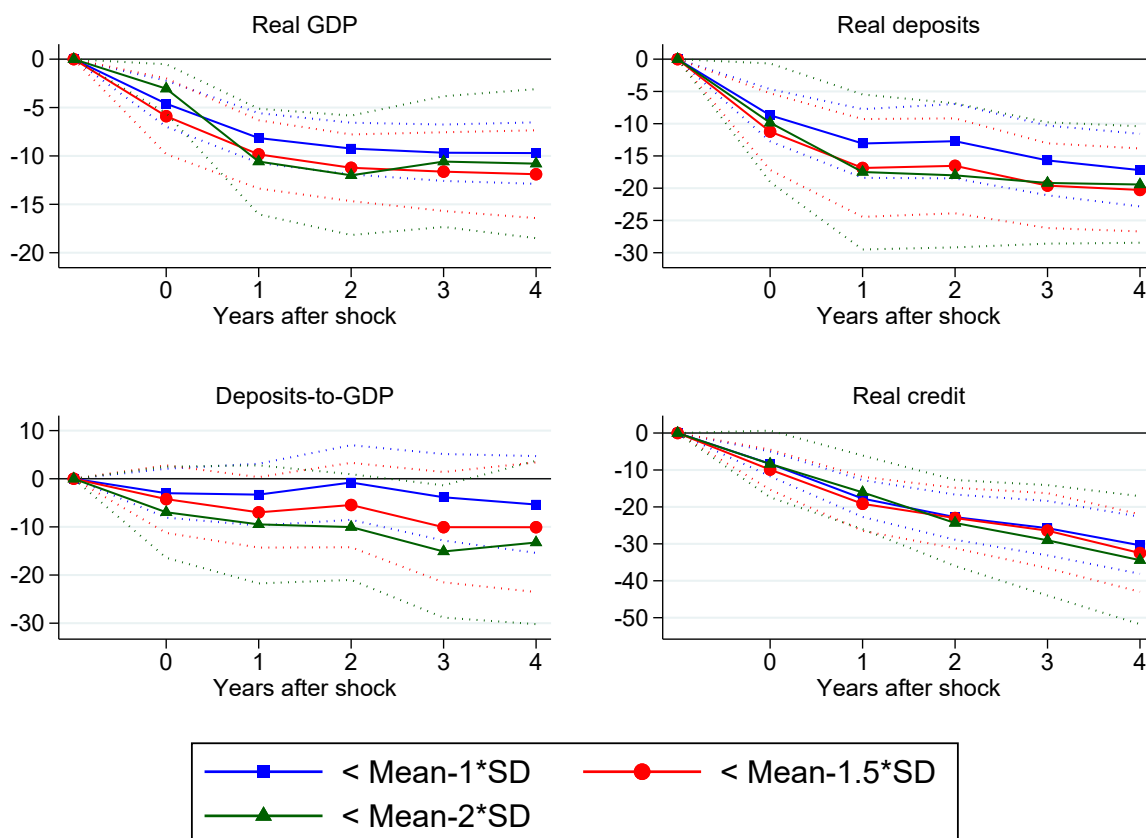 Real GDP
0
-5
-10
-15
-20
0 1 2 3 4
Years after shock
Real deposits
0
-5
-10
-15
-20
-25
-30
0 1 2 3 4
Years after shock
Deposits-to-GDP
10
0
-10
-20
-30
0 1 2 3 4
Years after shock
Real credit
0
-10
-20
-30
-40
-50
0 1 2 3 4
Years after shock
< Mean-1*SD
< Mean-1.5*SD
< Mean-2*SD